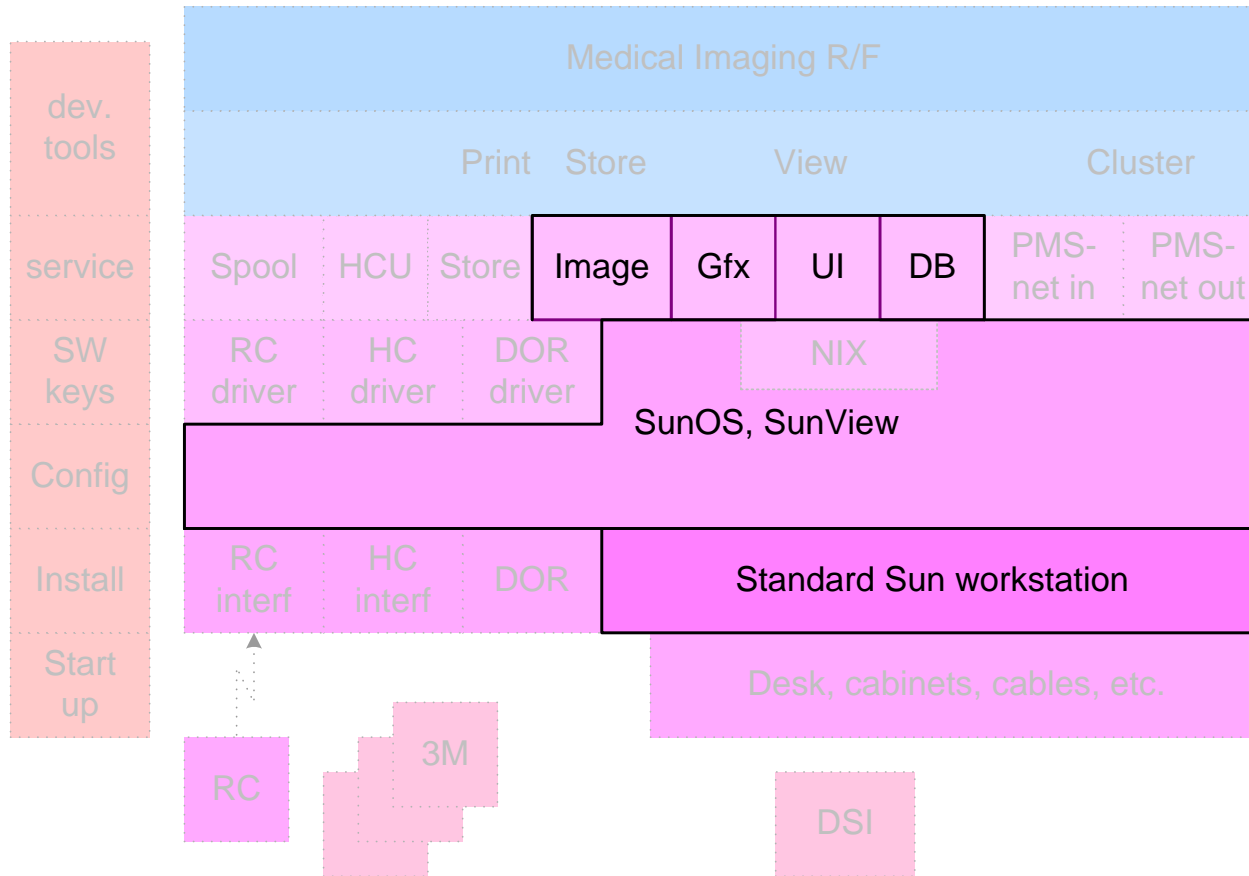 Medical Imaging R/F
dev.
tools
Print Store View Cluster
service
Spool HCU Store Image Gfx UI DB
PMS-
net in
PMS-
net out
SW
keys
RC
driver
HC
driver
DOR
driver
NIX
SunOS, SunView
Config
Install
RC
interf
HC
interf
DOR
Standard Sun workstation
Start
up
Desk, cabinets, cables, etc.
RC
3M
DSI